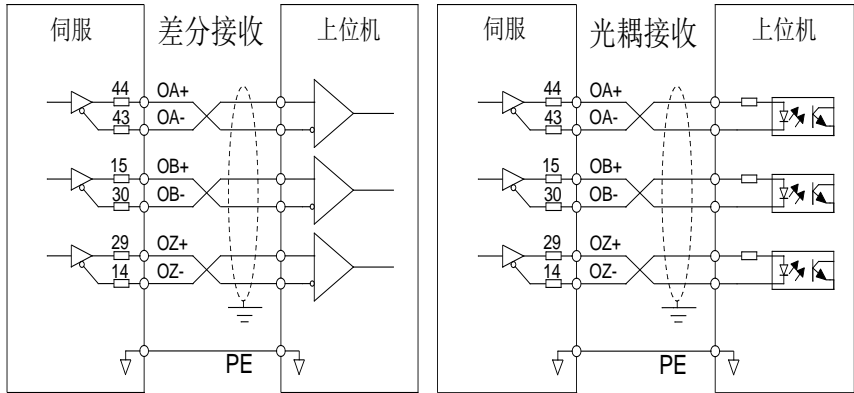 伺服 差分接收 上位机
44 OA+
43 OA-
15 OB+
30 OB-
29 OZ+
14 OZ-
PE
伺服 光耦接收 上位机
44 OA+
43 OA-
15 OB+
30 OB-
29 OZ+
14 OZ-
PE